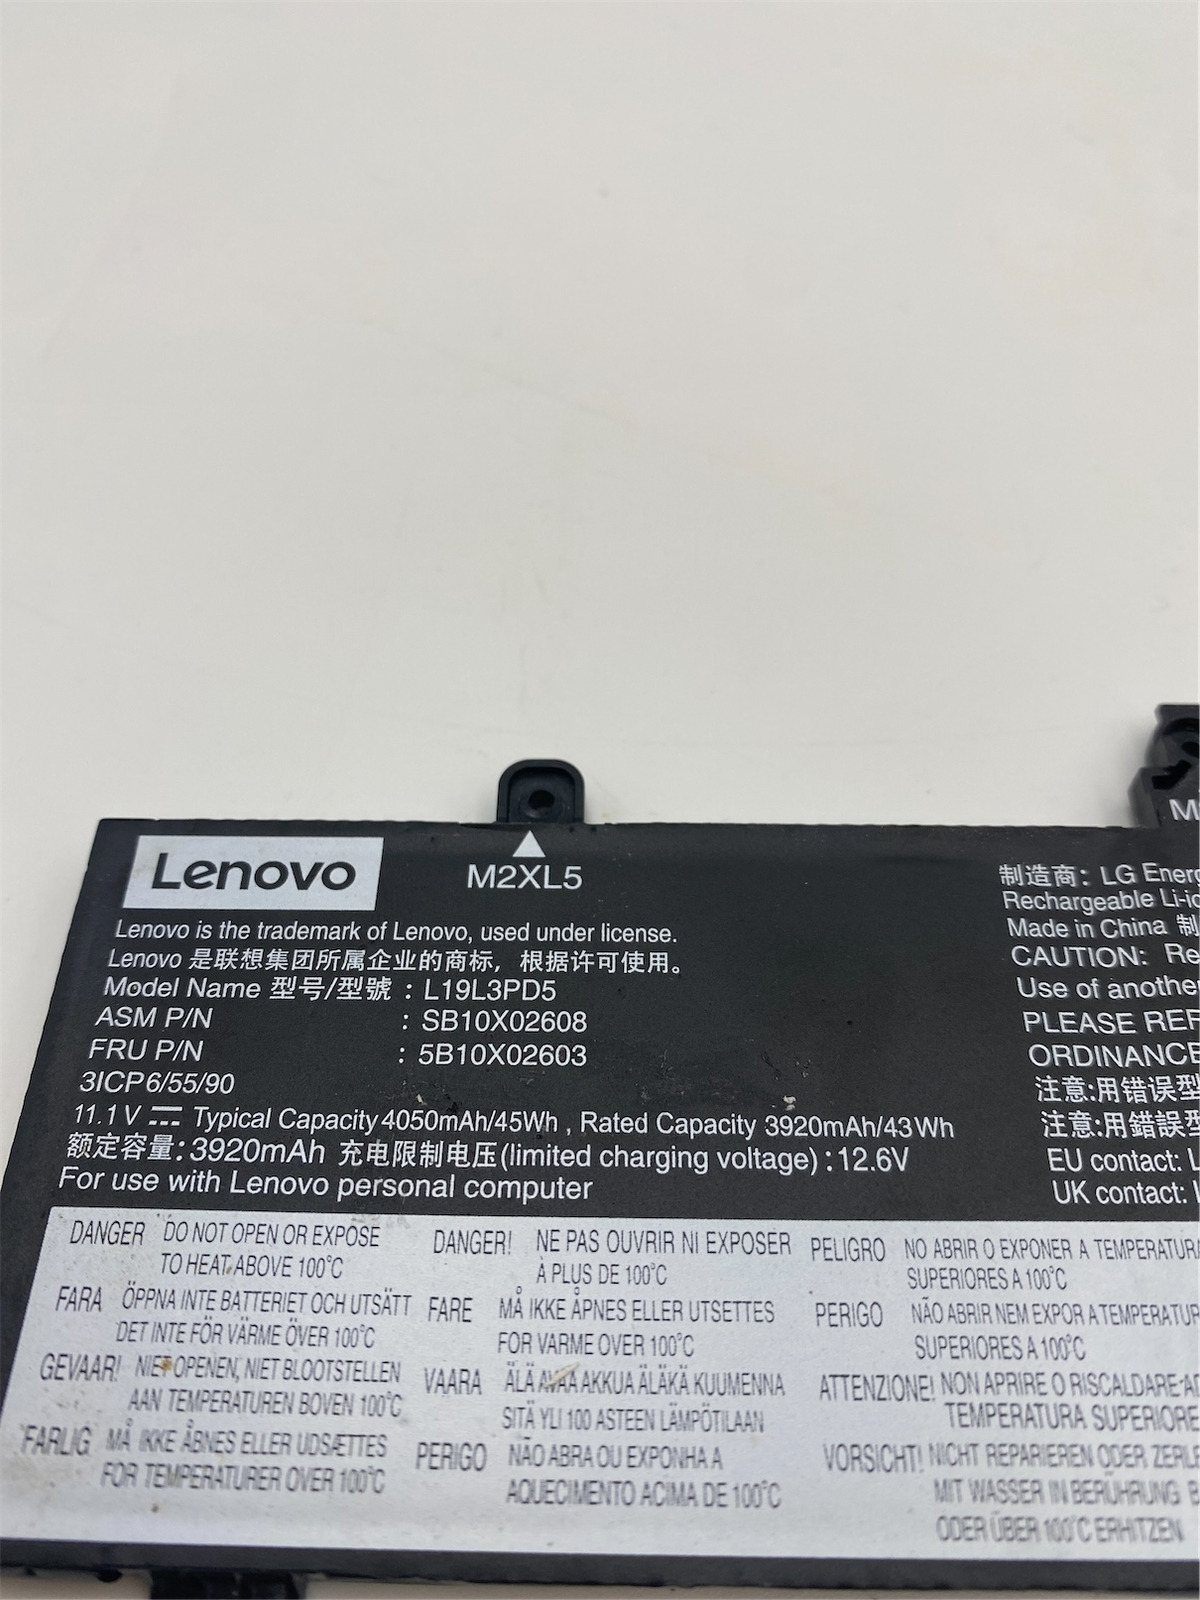 Lenovo
M2XL5
Lenovo is the trademark of Lenovo, used under license.
Lenovo 是联想集团所属企业的商标，根据许可使用。
Model Name 型号/型號 : L19L3PD5
ASM P/N : SB10X02608
FRU P/N : 5B10X02603
3ICP6/55/90
11.1V ⎓ Typical Capacity 4050mAh/45Wh , Rated Capacity 3920mAh/43Wh
额定容量:3920mAh 充电限制电压(limited charging voltage) :12.6V
For use with Lenovo personal computer
制造商: LG
Rechargeable
Made in China 制
CAUTION:
Use of
PLEASE
ORDINANCE
注意:用错误型
注意:用錯誤型
EU contact:
UK contact:
DANGER DO NOT OPEN OR EXPOSE
TO HEAT ABOVE 100°C
FARA ÖPPNA INTE BATTERIET OCH UTSÄTT
DET INTE FÖR VÄRME ÖVER 100°C
GEVAAR! NIET OPENEN, NIET BLOOTSTELLEN
AAN TEMPERATUREN BOVEN 100°C
FARLIG MÅ IKKE ÅBNES ELLER UDSÆTTES
FOR TEMPERATURER OVER 100°C
DANGER! NE PAS OUVRIR NI EXPOSER
À PLUS DE 100°C
FARE MÅ IKKE ÅPNES ELLER UTSETTES
FOR VARME OVER 100°C
VAARA ÄLÄ AVAA AKKUA ÄLÄKÄ KUUMENNA
SITÄ YLI 100 ASTEEN LÄMPÖTILAAN
PERIGO NÃO ABRA OU EXPONHA A
AQUECIMENTO ACIMA DE 100°C
PELIGRO NO ABRIR O EXPONER A TEMPERATURA
SUPERIORES A 100°C
PERIGO NÃO ABRIR NEM EXPOR A TEMPERATUR
SUPERIORES A 100°C
ATTENZIONE! NON APRIRE O RISCALDARE A
TEMPERATURA SUPERIORE
VORSICHT! NICHT REPARIEREN ODER
MIT WASSER IN BERÜHRUNG
ODER ÜBER 100°C ERHITZEN